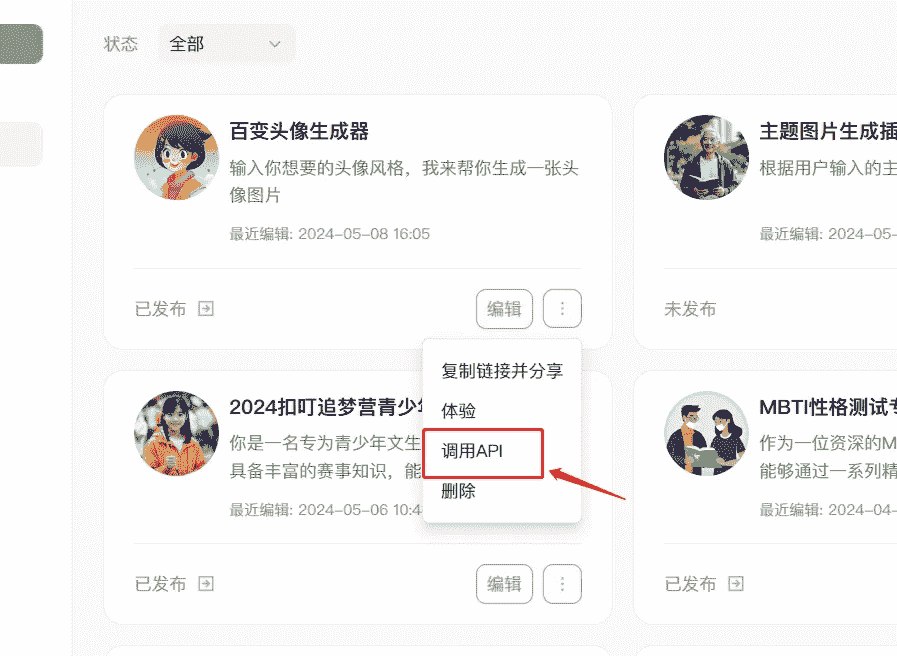 状态 全部
百变头像生成器
输入你想要的头像风格，我来帮你生成一张头
像图片
最近编辑: 2024-05-08 16:05
已发布
编辑
主题图片生成插
根据用户输入的主
最近编辑: 2024-05-
未发布
复制链接并分享
体验
调用API
删除
2024扣叮追梦营青少年
你是一名专为青少年文生
具备丰富的赛事知识，能
最近编辑: 2024-05-06 10:4
已发布
编辑
MBTI性格测试专
作为一位资深的M
能够通过一系列精
最近编辑: 2024-04-
已发布